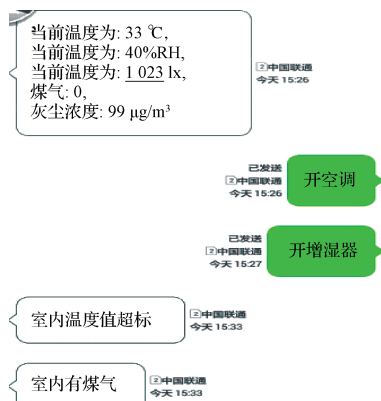 当前温度为: 33 ℃,
当前温度为: 40%RH,
当前温度为: 1 023 lx,
煤气: 0,
灰尘浓度: 99 μg/m³
2中国联通
今天 15:26
已发送
2中国联通
今天 15:26
开空调
已发送
2中国联通
今天 15:27
开增湿器
室内温度值超标
2中国联通
今天 15:33
室内有煤气
2中国联通
今天 15:33